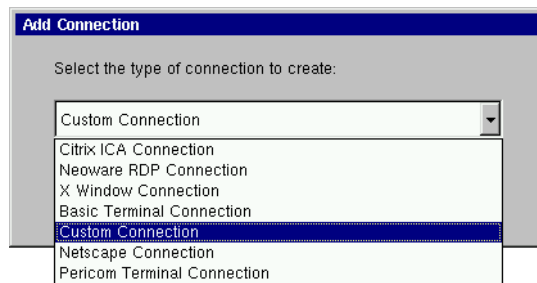 Add Connection
Select the type of connection to create:
Custom Connection
Citrix ICA Connection
Neoware RDP Connection
X Window Connection
Basic Terminal Connection
Custom Connection
Netscape Connection
Pericom Terminal Connection